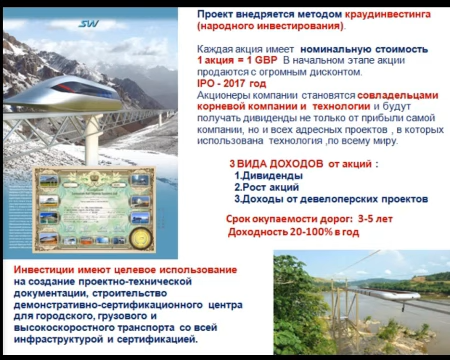 SW
Проект внедряется методом краудинвестинга
(народного инвестирования).
Каждая акция имеет номинальную стоимость
1 акция = 1 GBP В начальном этапе акции
продаются с огромным дисконтом.
IPO - 2017 год
Акционеры компании становятся совладельцами
корневой компании и технологии и будут
получать дивиденды не только от прибыли самой
компании, но и всех адресных проектов , в которых
использована технология ,по всему миру.
3 ВИДА ДОХОДОВ от акций :
1.Дивиденды
2.Рост акций
3.Доходы от девелоперских проектов
Срок окупаемости дорог: 3-5 лет
Доходность 20-100% в год
Инвестиции имеют целевое использование
на создание проектно-технической
документации, строительство
демонстративно-сертификационного центра
для городского, грузового и
высокоскоростного транспорта со всей
инфраструктурой и сертификацией.